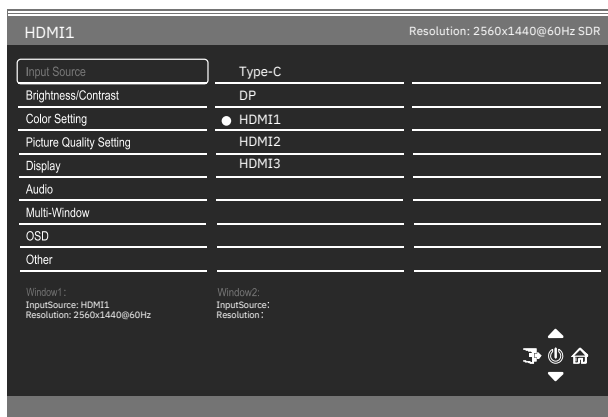 HDMI1 Resolution: 2560x1440@60Hz SDR
Input Source Type-C
Brightness/Contrast DP
Color Setting HDMI1
Picture Quality Setting HDMI2
Display HDMI3
Audio
Multi-Window
OSD
Other
Window1: Window2:
InputSource: HDMI1 InputSource:
Resolution: 2560x1440@60Hz Resolution: